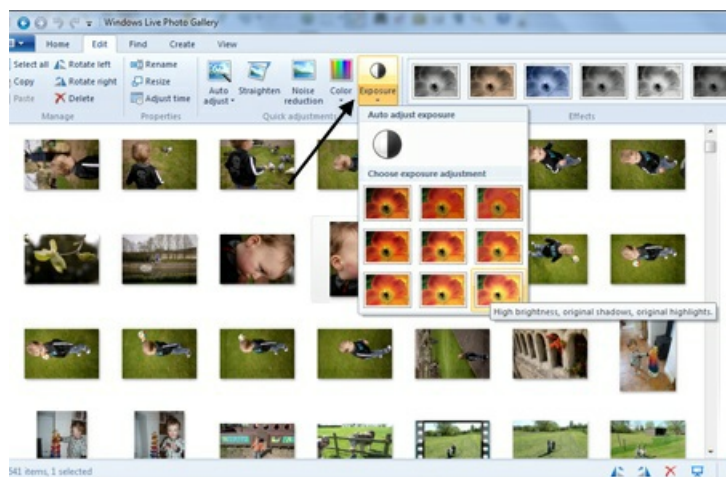 Windows Live Photo Gallery
Home Edit Find Create View
Select all Rotate left Rename
Copy Rotate right Resize
Paste Delete Adjust time
Auto adjust Straighten Noise reduction Color Exposure
Manage Properties Quick adjustments Effects
Auto adjust exposure
Choose exposure adjustment
High brightness, original shadows, original highlights.
641 items, 1 selected